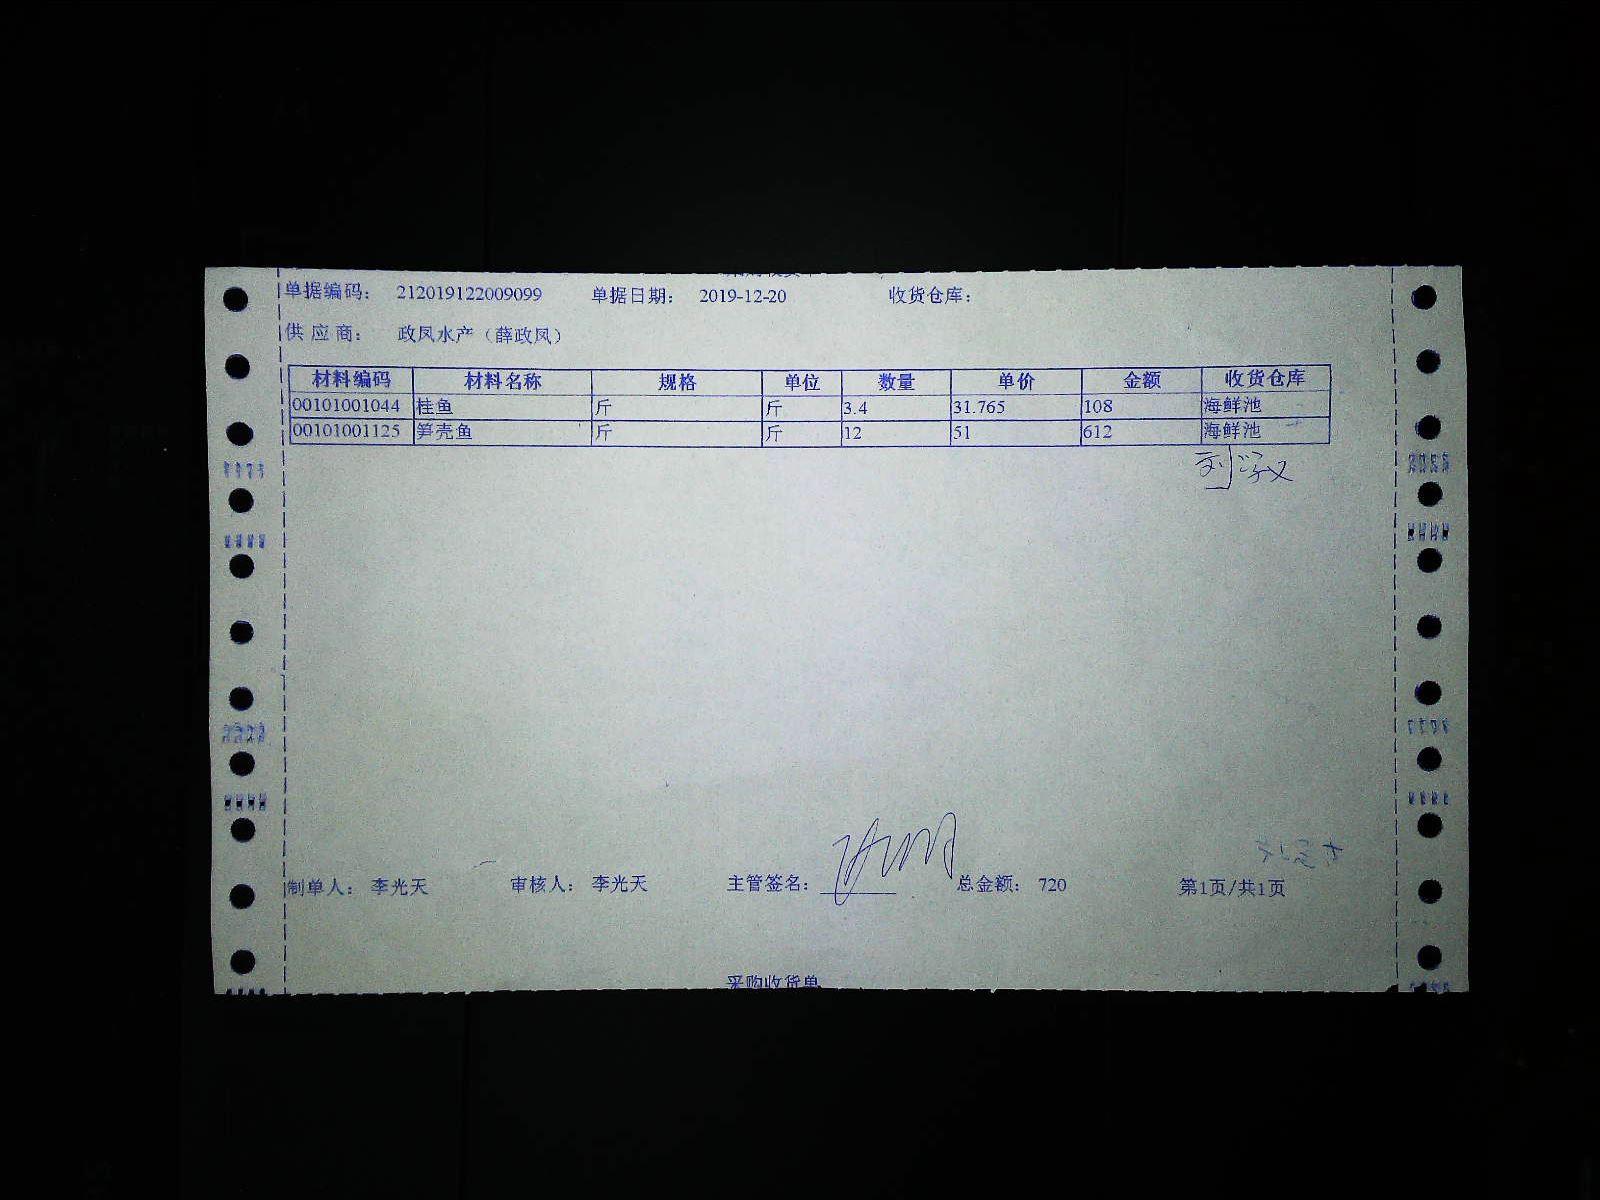 单据编码： 212019122009099 单据日期： 2019-12-20 收货仓库：
供 应 商： 政凤水产（薛政凤）
材料编码 材料名称 规格 单位 数量 单价 金额 收货仓库
00101001044 桂鱼 斤 斤 3.4 31.765 108 海鲜池
00101001125 笋壳鱼 斤 斤 12 51 612 海鲜池
制单人： 李光天 审核人： 李光天 主管签名： 总金额： 720 第1页/共1页
采购收货单